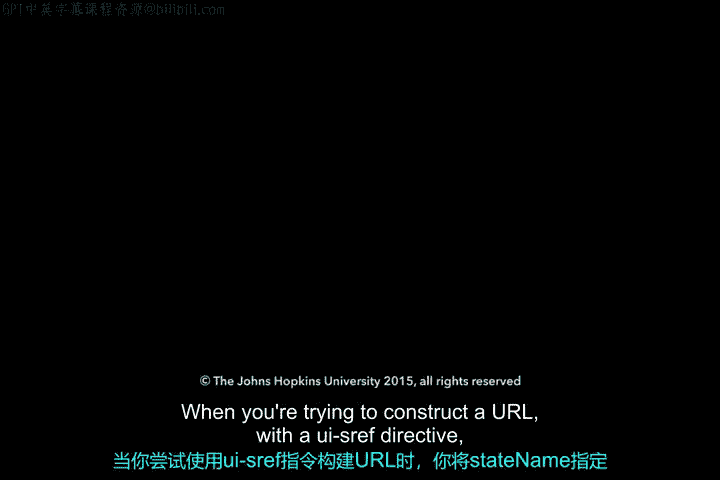 GPT中英字幕课程资源@bilibili.com
© The Johns Hopkins University 2015, all rights reserved
When you're trying to construct a URL,
with a ui-sref directive,
当你尝试使用ui-sref指令构建URL时，你将stateName指定